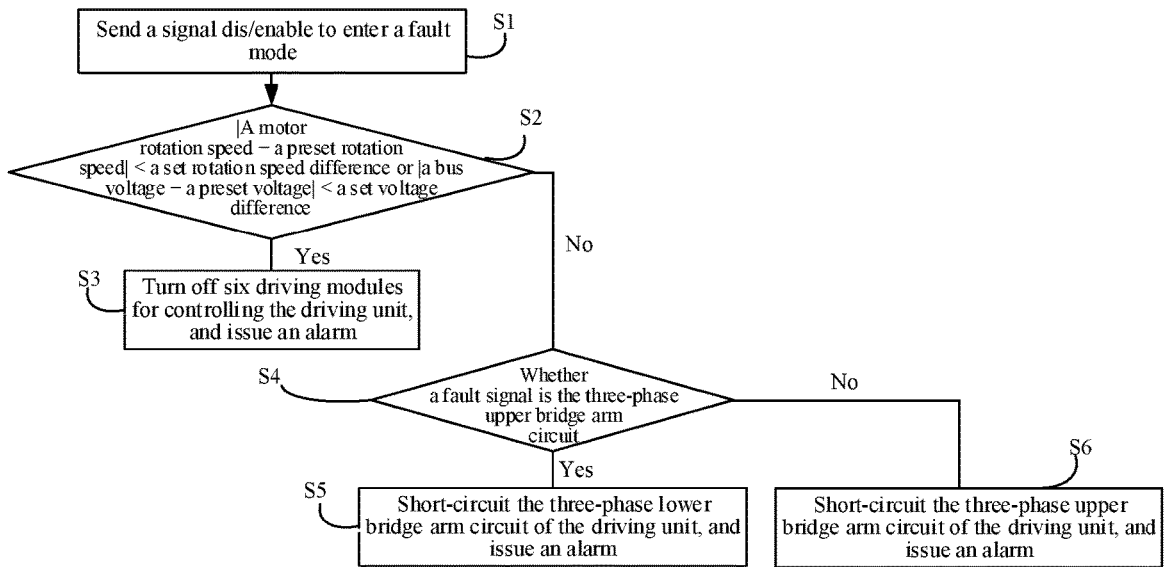 Send a signal dis/enable to enter a fault
mode
S1
|A motor
rotation speed − a preset rotation
speed| < a set rotation speed difference or |a bus
voltage − a preset voltage| < a set voltage
difference
S2
Yes
No
S3
Turn off six driving modules
for controlling the driving unit,
and issue an alarm
S4
Whether
a fault signal is the three-phase
upper bridge arm
circuit
No
Yes
S5
Short-circuit the three-phase lower
bridge arm circuit of the driving unit, and
issue an alarm
S6
Short-circuit the three-phase upper
bridge arm circuit of the driving unit, and
issue an alarm